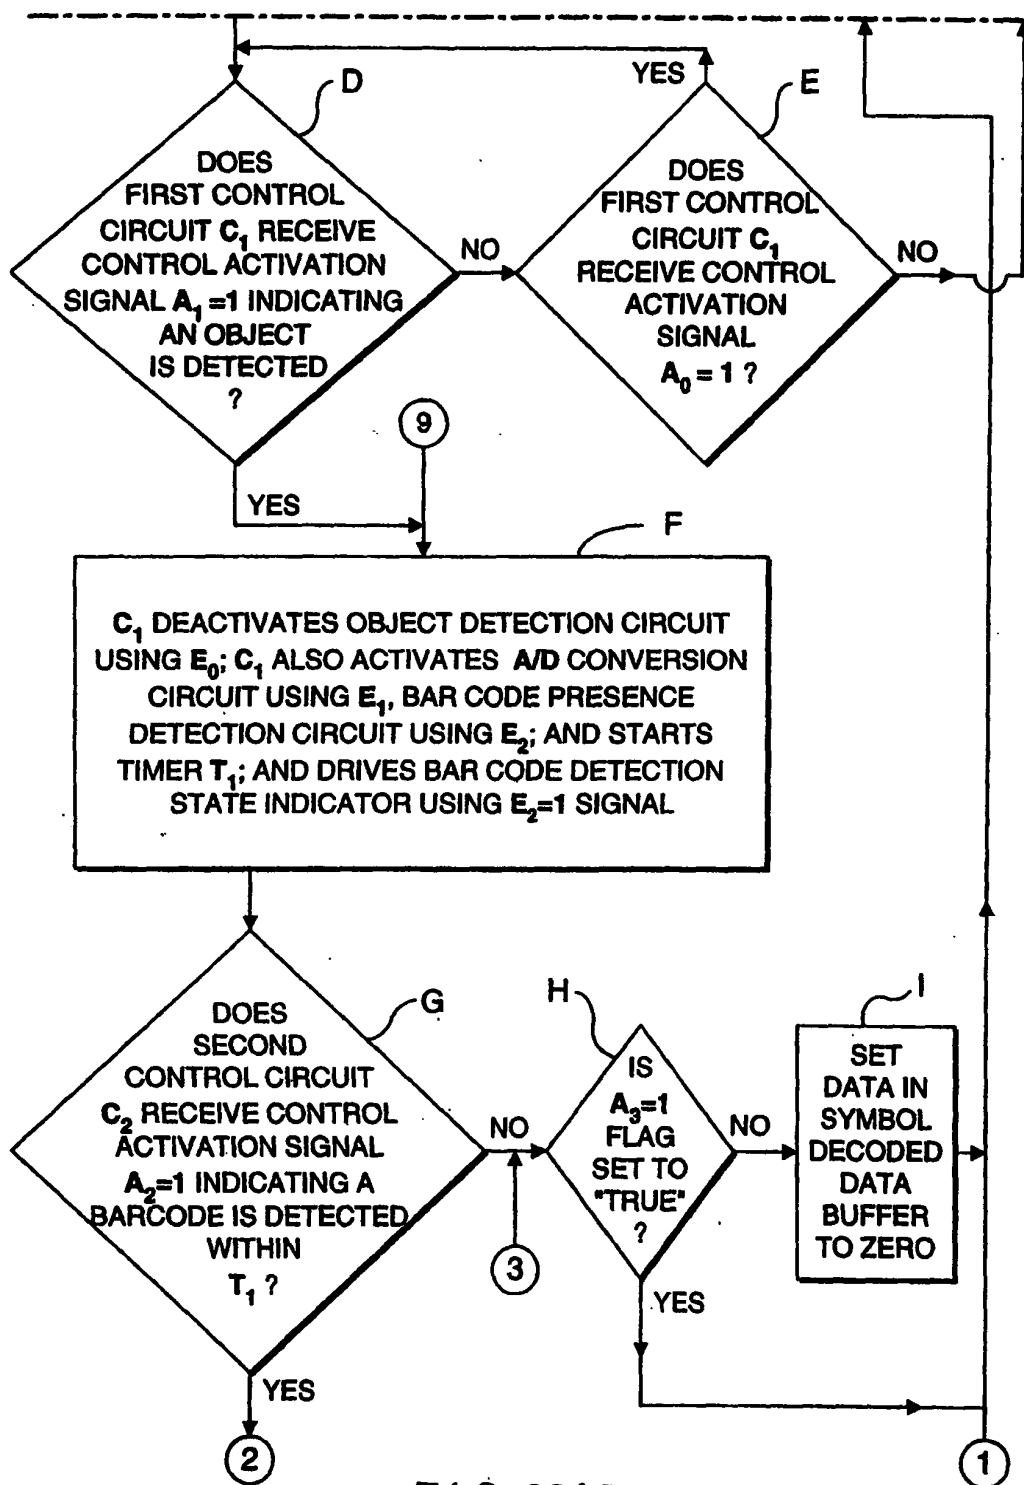 D
YES
E
DOES
FIRST CONTROL
CIRCUIT C₁ RECEIVE
CONTROL ACTIVATION
SIGNAL A₁ =1 INDICATING
AN OBJECT
IS DETECTED
?
NO
DOES
FIRST CONTROL
CIRCUIT C₁
RECEIVE CONTROL
ACTIVATION
SIGNAL
A₀ = 1 ?
NO
9
YES
F
C₁ DEACTIVATES OBJECT DETECTION CIRCUIT
USING E₀; C₁ ALSO ACTIVATES A/D CONVERSION
CIRCUIT USING E₁, BAR CODE PRESENCE
DETECTION CIRCUIT USING E₂; AND STARTS
TIMER T₁; AND DRIVES BAR CODE DETECTION
STATE INDICATOR USING E₂=1 SIGNAL
G
DOES
SECOND
CONTROL CIRCUIT
C₂ RECEIVE CONTROL
ACTIVATION SIGNAL
A₂=1 INDICATING A
BARCODE IS DETECTED
WITHIN
T₁ ?
NO
3
H
IS
A₃=1
FLAG
SET TO
"TRUE"
?
NO
I
SET
DATA IN
SYMBOL
DECODED
DATA
BUFFER
TO ZERO
YES
YES
2
1